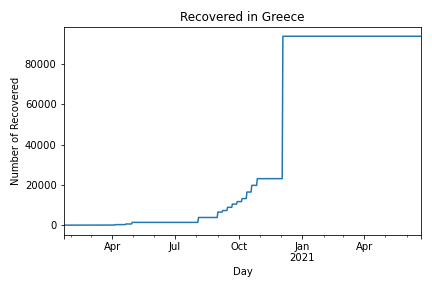 Recovered in Greece
Number of Recovered
80000
60000
40000
20000
0
Apr
Jul
Oct
Jan
2021
Apr
Day